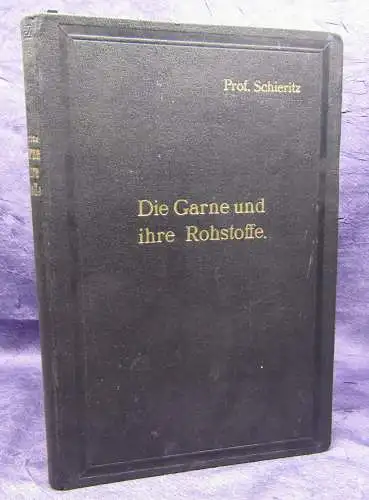 Prof. Schieritz
Die Garne und
ihre Rohstoffe.